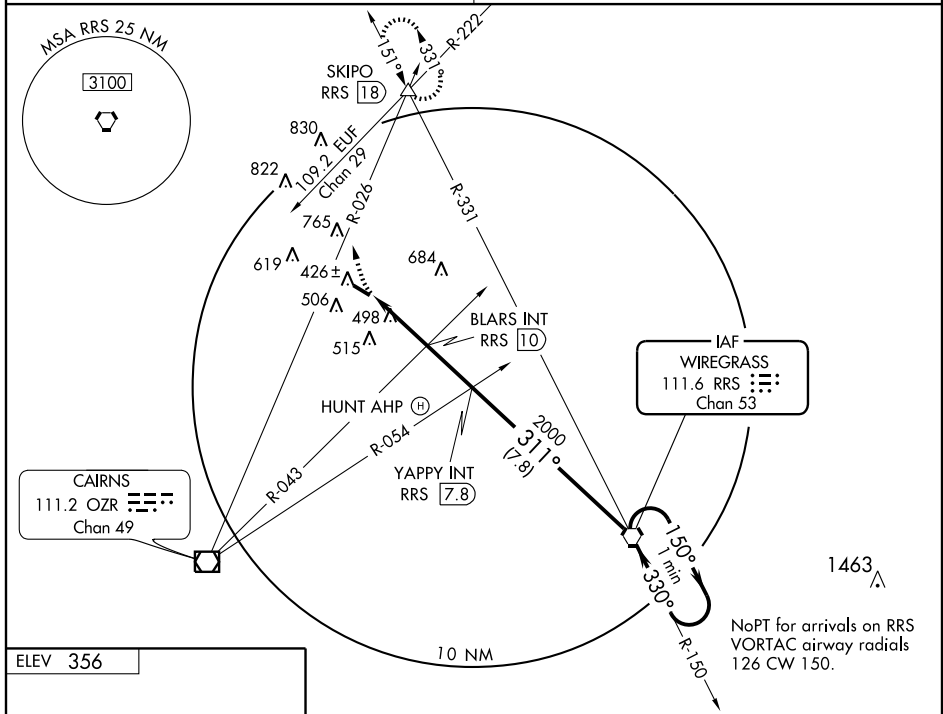 MSA RRS 25 NM
3100
SKIPO
RRS 18
151°
331°
R-222
830
822
109.2 EUF
Chan 29
R-026
R-331
765
619
426±
684
506
498
515
BLARS INT
RRS 10
IAF
WIREGRASS
111.6 RRS
Chan 53
HUNT AHP H
R-054
R-043
2000
311°
(7.8)
YAPPY INT
RRS 7.8
CAIRNS
111.2 OZR
Chan 49
150°
1 min
330°
R-150
1463
NoPT for arrivals on RRS
VORTAC airway radials
126 CW 150.
10 NM
ELEV 356